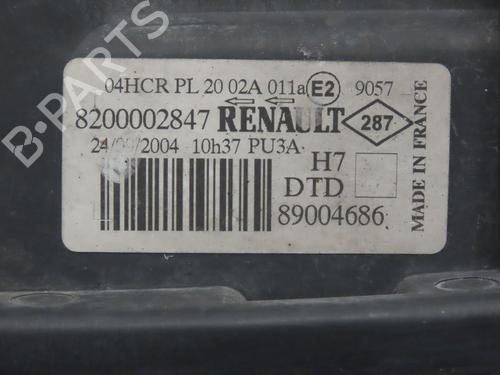 04HCR PL 20 02A 011a E2 9057
8200002847 RENAULT 287
24/09/2004 10h37 PU3A
H7
DTD
89004686
MADE IN FRANCE
B-PARTS